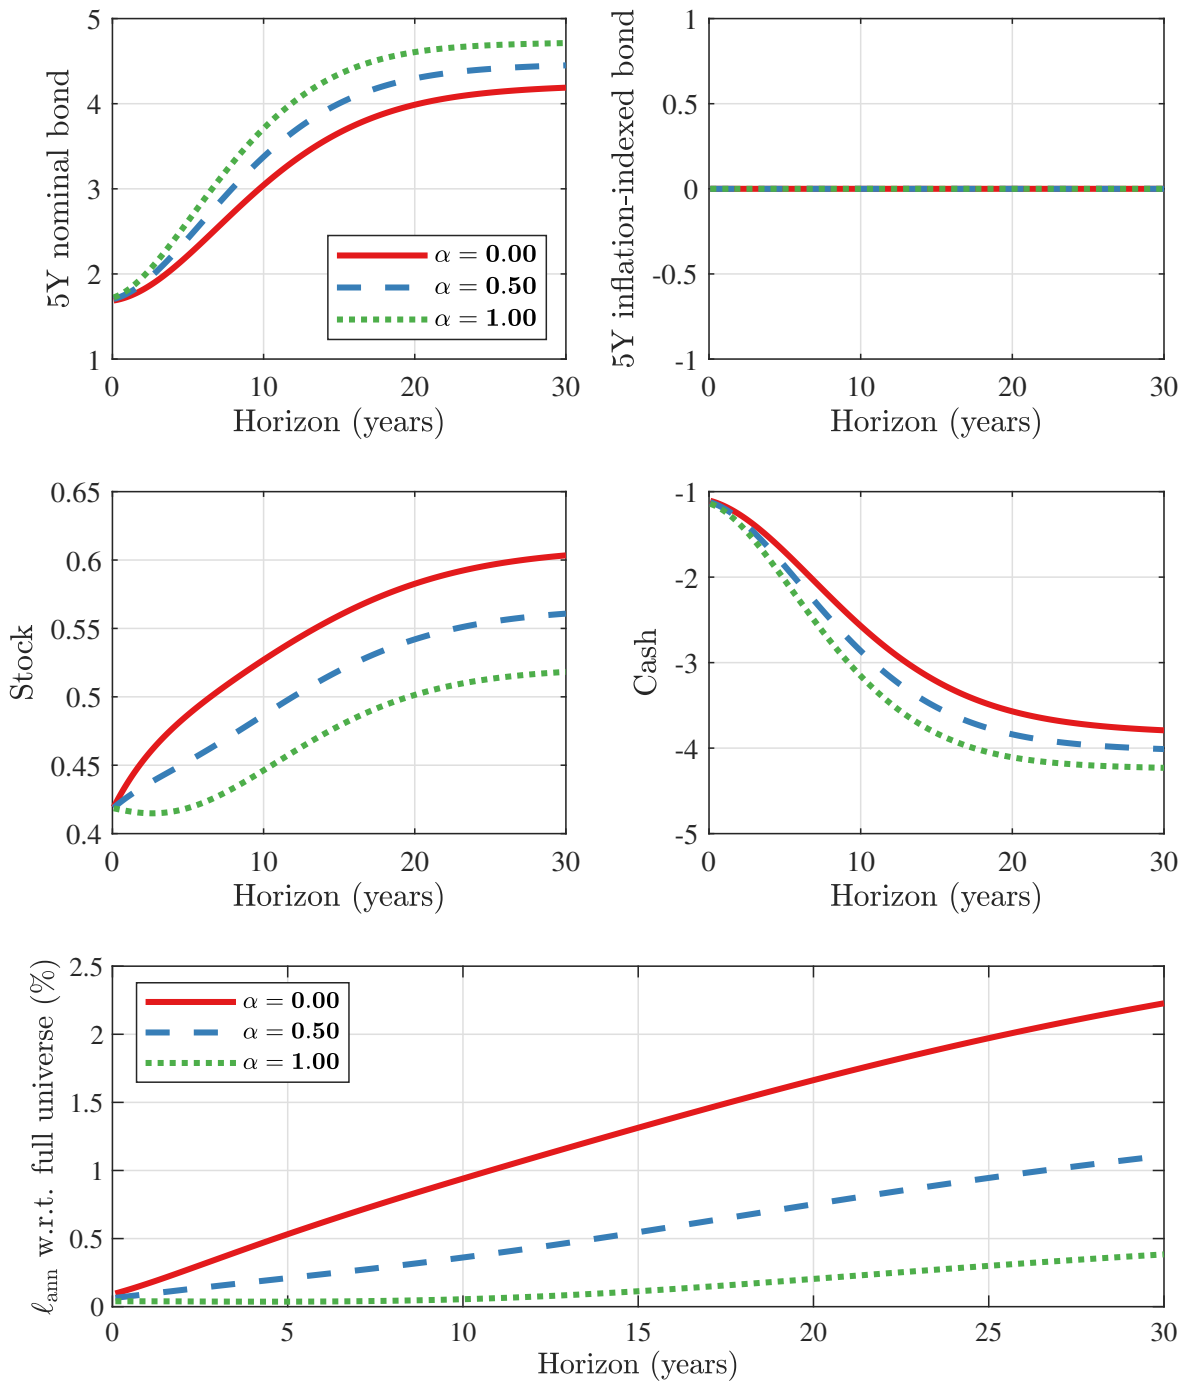 5Y nominal bond
5
4
3
2
1
α = 0.00
α = 0.50
α = 1.00
0 10 20 30
Horizon (years)
5Y inflation-indexed bond
1
0.5
0
-0.5
-1
0 10 20 30
Horizon (years)
Stock
0.65
0.6
0.55
0.5
0.45
0.4
0 10 20 30
Horizon (years)
Cash
-1
-2
-3
-4
-5
0 10 20 30
Horizon (years)
ℓann w.r.t. full universe (%)
2.5
2
1.5
1
0.5
0
α = 0.00
α = 0.50
α = 1.00
0 5 10 15 20 25 30
Horizon (years)